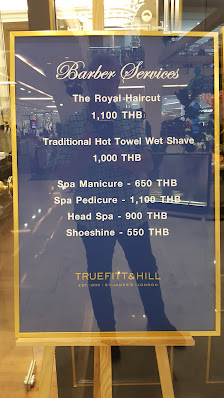 Barber Services
The Royal Haircut
1,100 THB
Traditional Hot Towel Wet Shave
1,000 THB
Spa Manicure - 650 THB
Spa Pedicure - 1,100 THB
Head Spa - 900 THB
Shoeshine - 550 THB
TRUEFITT & HILL
EST. 1805 | ST JAMES'S | LONDON